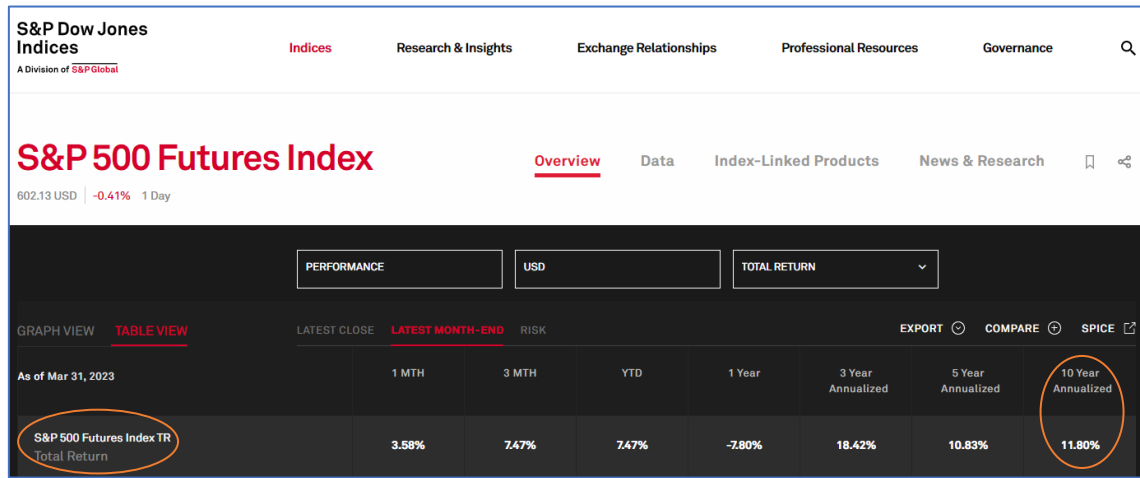 S&P Dow Jones
Indices
A Division of S&P Global
Indices
Research & Insights
Exchange Relationships
Professional Resources
Governance
S&P 500 Futures Index
Overview
Data
Index-Linked Products
News & Research
602.13 USD -0.41% 1 Day
PERFORMANCE
USD
TOTAL RETURN
GRAPH VIEW
TABLE VIEW
LATEST CLOSE
LATEST MONTH-END
RISK
EXPORT
COMPARE
SPICE
As of Mar 31, 2023
1 MTH
3 MTH
YTD
1 Year
3 Year
Annualized
5 Year
Annualized
10 Year
Annualized
S&P 500 Futures Index TR
Total Return
3.58%
7.47%
7.47%
-7.80%
18.42%
10.83%
11.80%